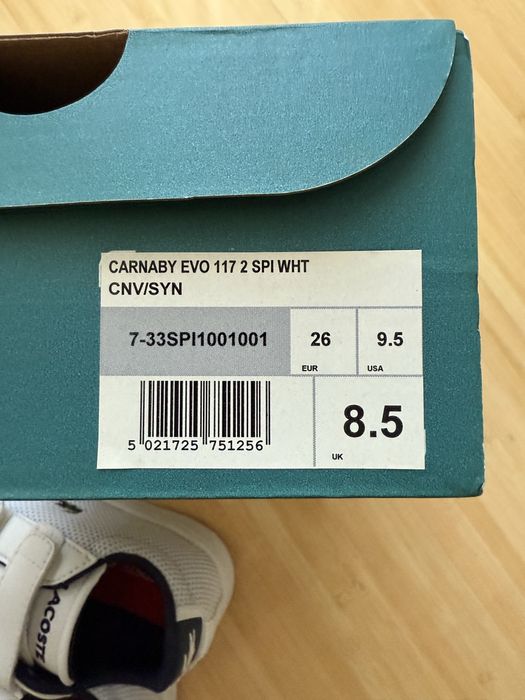 CARNABY EVO 117 2 SPI WHT
CNV/SYN
7-33SPI1001001
26
EUR
9.5
USA
5 021725 751256
8.5
UK
LACOSTE